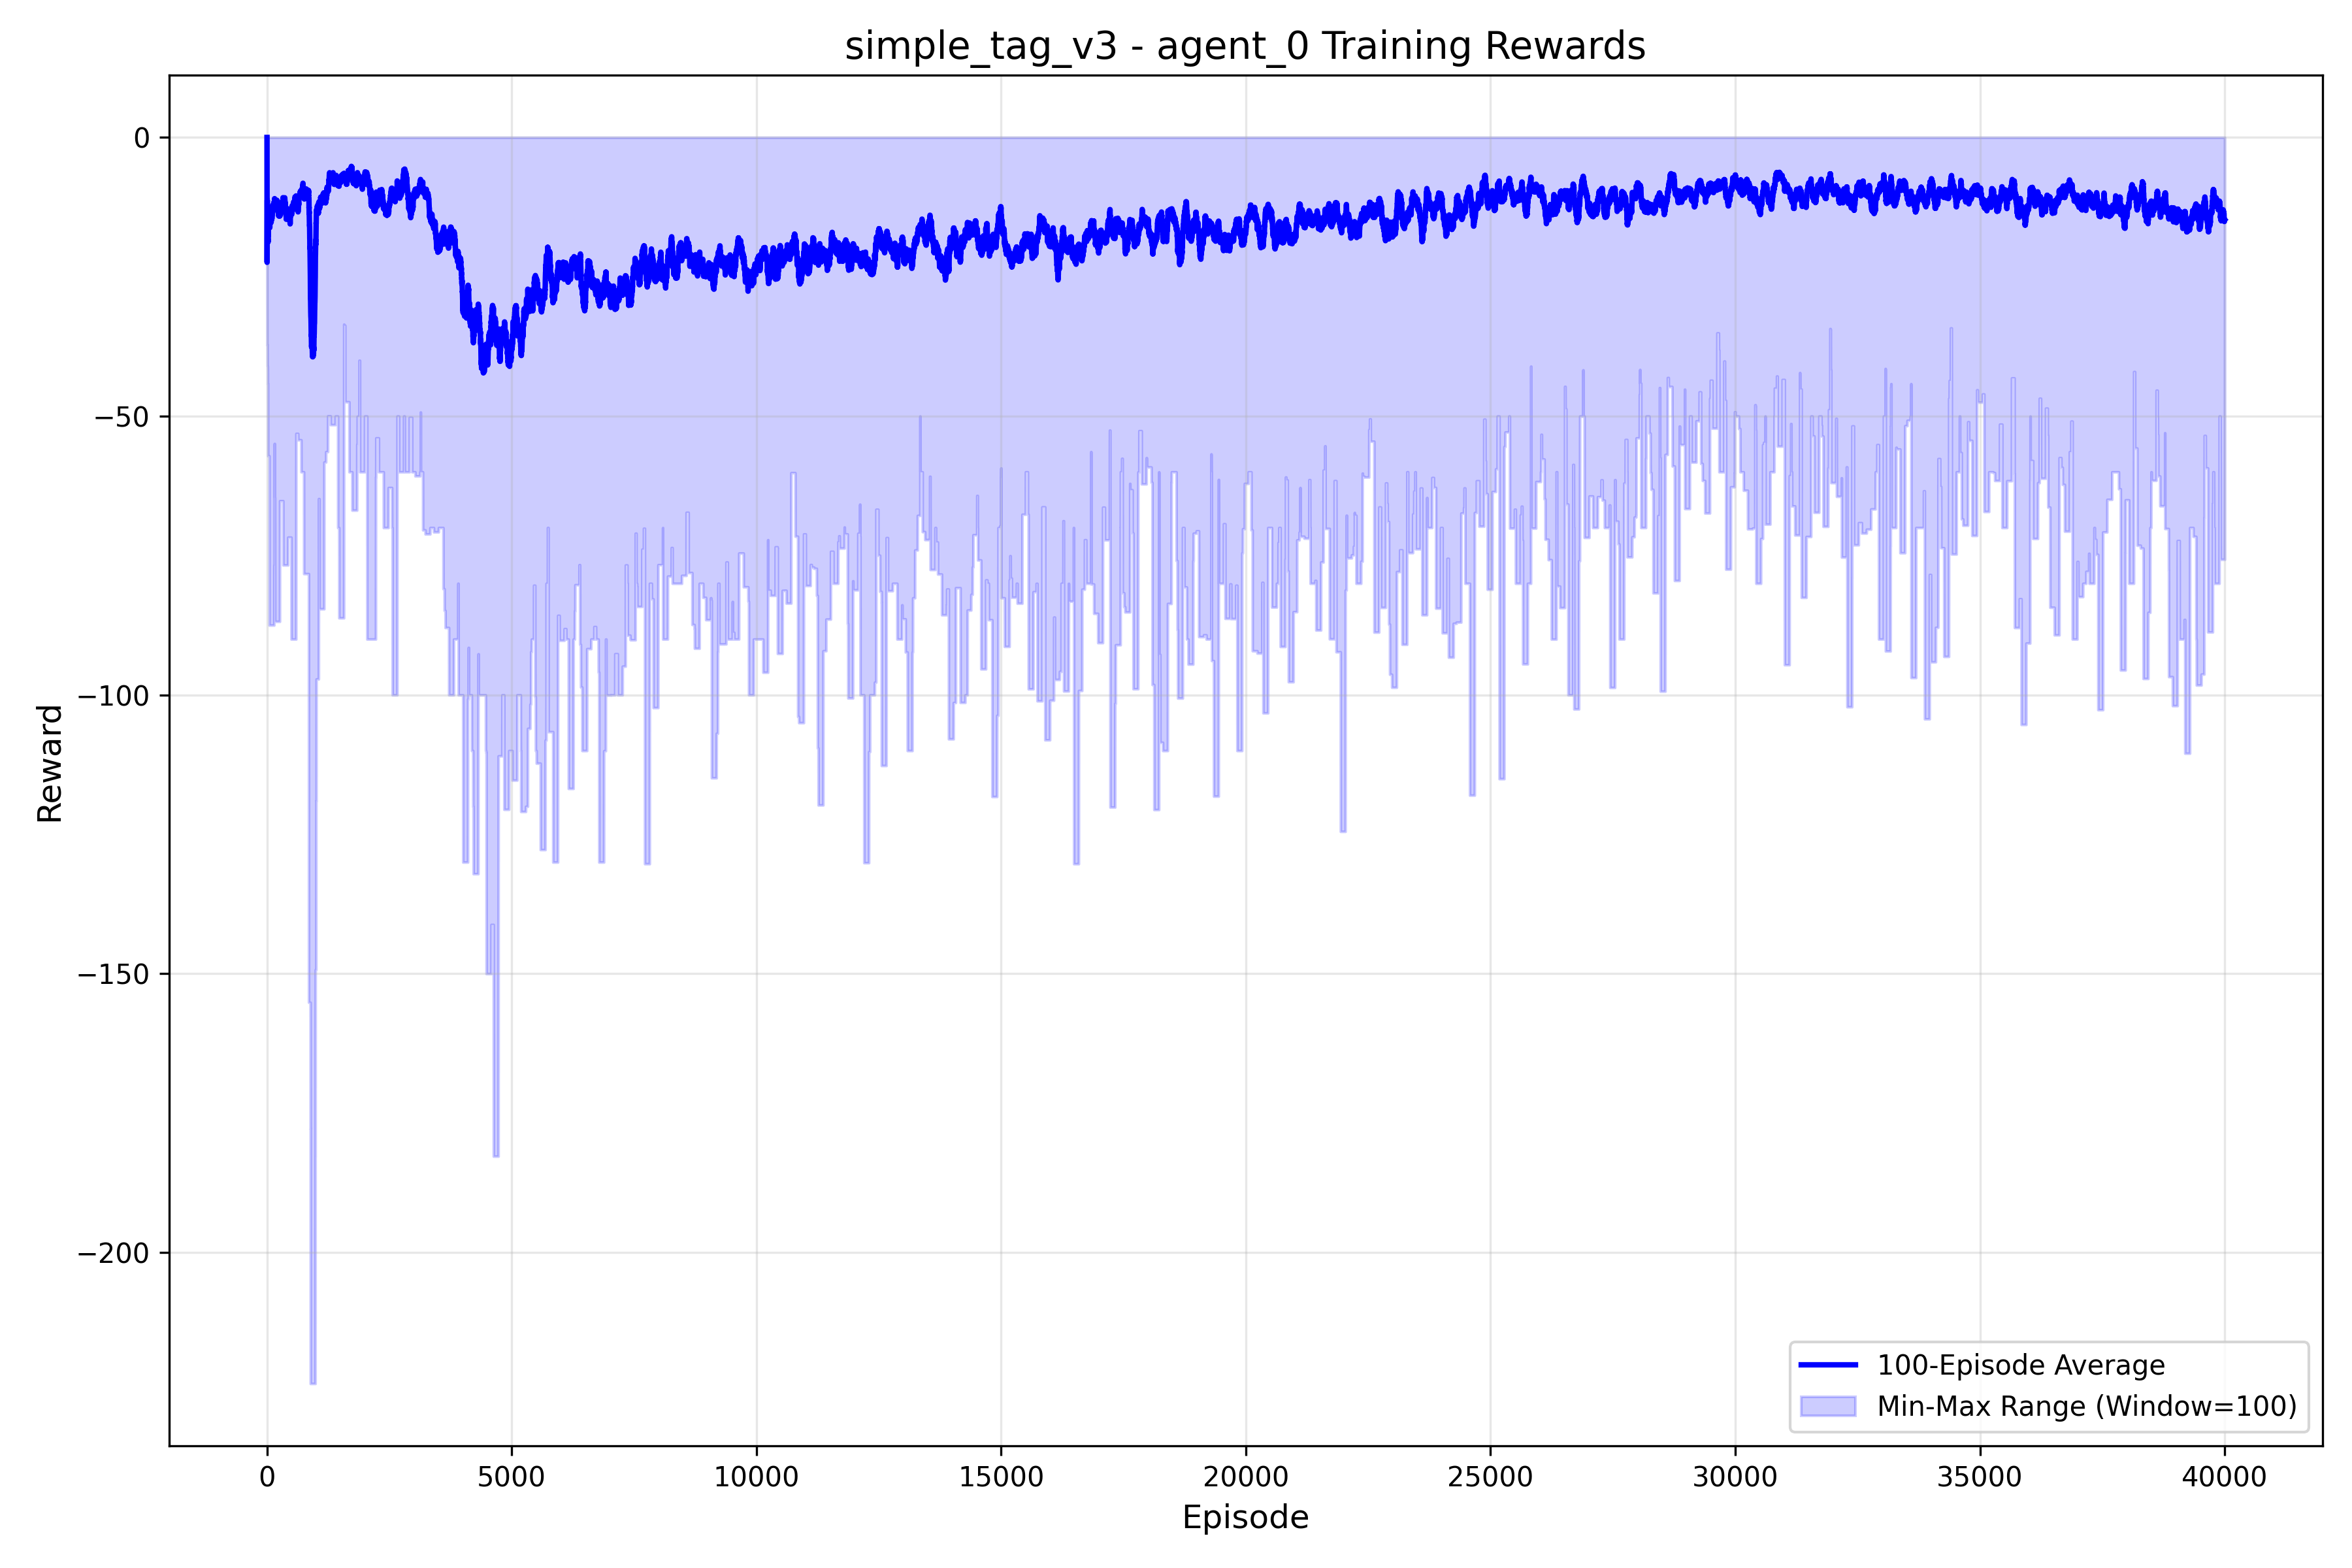 simple_tag_v3 - agent_0 Training Rewards
0
−50
−100
−150
−200
Reward
0 5000 10000 15000 20000 25000 30000 35000 40000
Episode
100-Episode Average
Min-Max Range (Window=100)